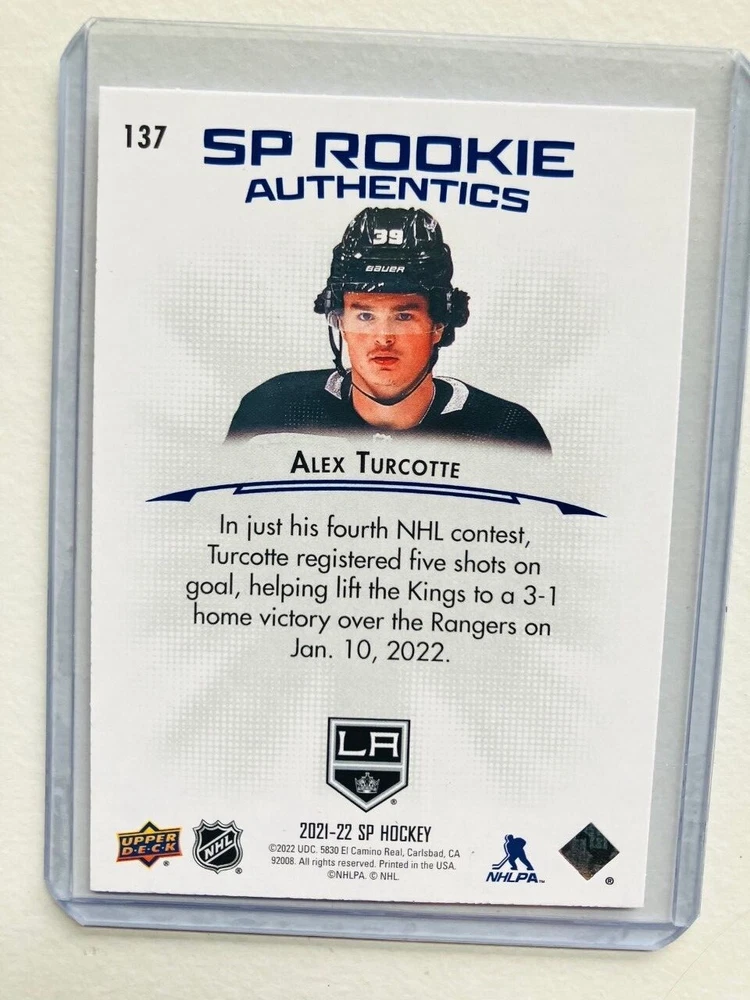 137
SP ROOKIE
AUTHENTICS
39
BAUER
ALEX TURCOTTE
In just his fourth NHL contest,
Turcotte registered five shots on
goal, helping lift the Kings to a 3-1
home victory over the Rangers on
Jan. 10, 2022.
LA
®
2021-22 SP HOCKEY
©2022 UDC. 5830 El Camino Real, Carlsbad, CA
92008. All rights reserved. Printed in the USA.
©NHLPA. © NHL.
UPPER
D·E·C·K
®
NHL
®
NHLPA™
®